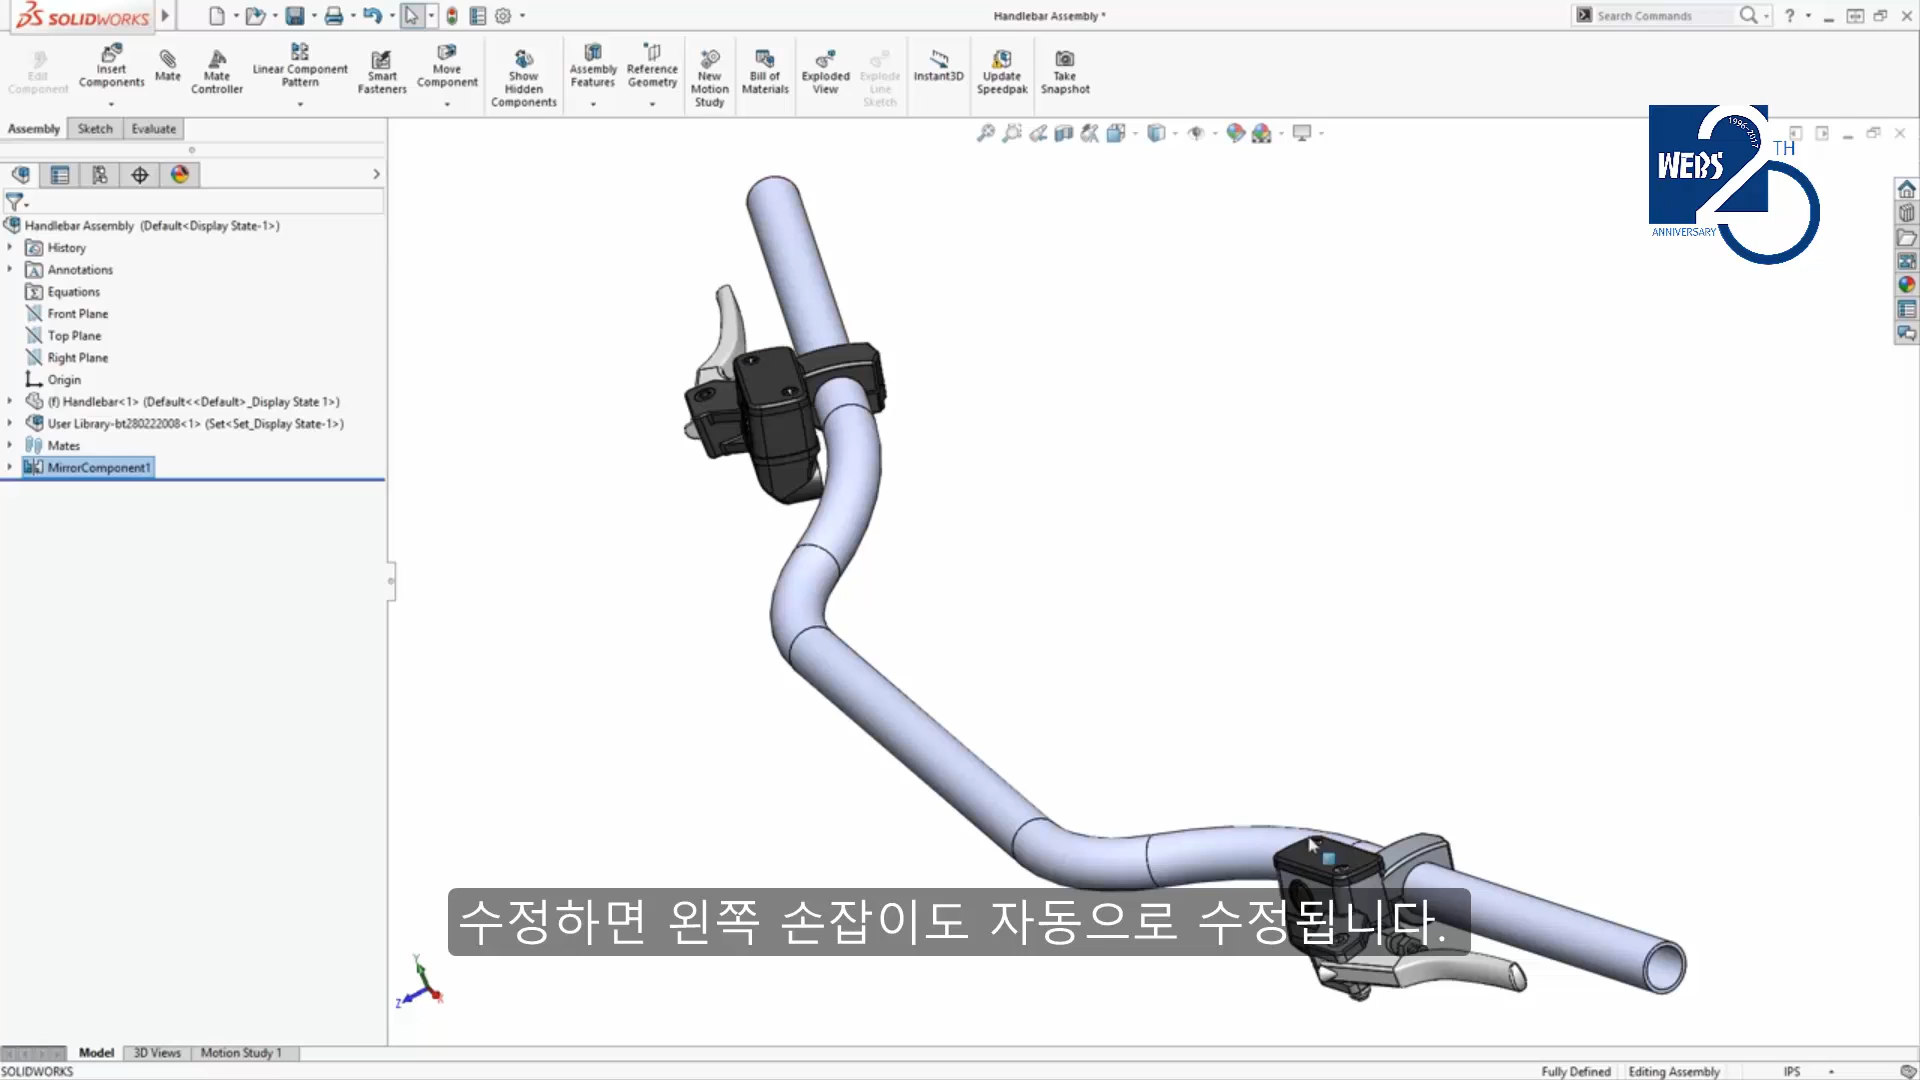 SOLIDWORKS
Handlebar Assembly *
Search Commands
Edit Component
Insert Components
Mate
Mate Controller
Linear Component Pattern
Smart Fasteners
Move Component
Show Hidden Components
Assembly Features
Reference Geometry
New Motion Study
Bill of Materials
Exploded View
Explode Line Sketch
Instant3D
Update Speedpak
Take Snapshot
Assembly Sketch Evaluate
1996-2017
WEBS
20
TH
ANNIVERSARY
Handlebar Assembly (Default<Display State-1>)
History
Annotations
Equations
Front Plane
Top Plane
Right Plane
Origin
(f) Handlebar<1> (Default<<Default>_Display State 1>)
User Library-bt280222008<1> (Set<Set_Display State-1>)
Mates
MirrorComponent1
수정하면 왼쪽 손잡이도 자동으로 수정됩니다.
Y
Z
Model 3D Views Motion Study 1
SOLIDWORKS
Fully Defined Editing Assembly IPS